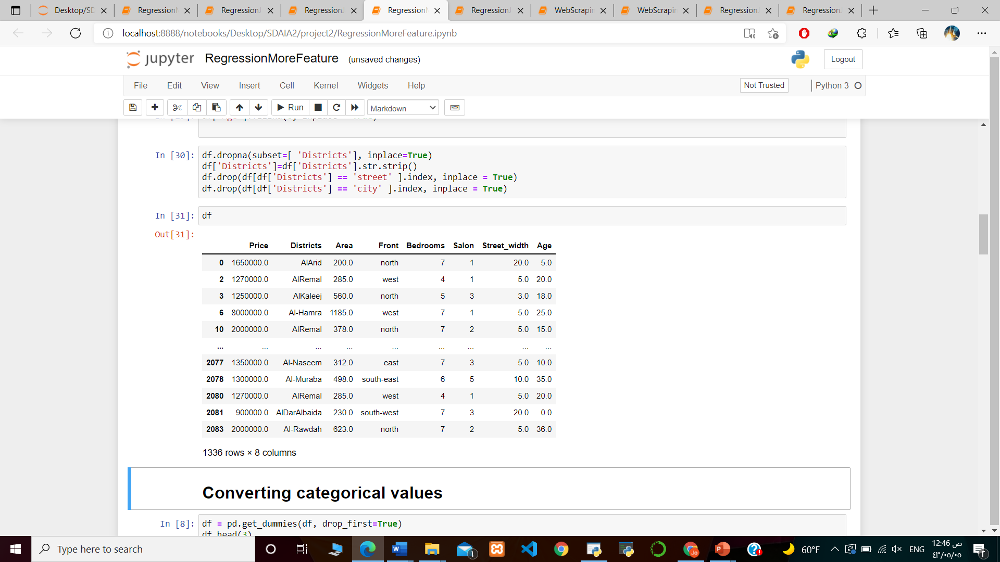 Desktop/SD
RegressionM
RegressionJ
RegressionJ
RegressionM
RegressionJ
WebScrapin
WebScrapin
RegressionJ
RegressionJ
localhost:8888/notebooks/Desktop/SDAIA2/project2/RegressionMoreFeature.ipynb
jupyter RegressionMoreFeature (unsaved changes)
Logout
File Edit View Insert Cell Kernel Widgets Help
Not Trusted
Python 3
Run
Markdown
In [30]:
df.dropna(subset=[ 'Districts'], inplace=True)
df['Districts']=df['Districts'].str.strip()
df.drop(df[df['Districts'] == 'street' ].index, inplace = True)
df.drop(df[df['Districts'] == 'city' ].index, inplace = True)
In [31]: df
Out[31]:
Price Districts Area Front Bedrooms Salon Street_width Age
0 1650000.0 AlArid 200.0 north 7 1 20.0 5.0
2 1270000.0 AlRemal 285.0 west 4 1 5.0 20.0
3 1250000.0 AlKaleej 560.0 north 5 3 3.0 18.0
6 8000000.0 Al-Hamra 1185.0 west 7 1 5.0 25.0
10 2000000.0 AlRemal 378.0 north 7 2 5.0 15.0
... ... ... ... ... ... ... ... ...
2077 1350000.0 Al-Naseem 312.0 east 7 3 5.0 10.0
2078 1300000.0 Al-Muraba 498.0 south-east 6 5 10.0 35.0
2080 1270000.0 AlRemal 285.0 west 4 1 5.0 20.0
2081 900000.0 AlDarAlbaida 230.0 south-west 7 3 20.0 0.0
2083 2000000.0 Al-Rawdah 623.0 north 7 2 5.0 36.0
1336 rows × 8 columns
Converting categorical values
In [8]: df = pd.get_dummies(df, drop_first=True)
df.head(3)
Type here to search
60°F
ENG
12:46 ص
٤٣/٠٥/٠٥